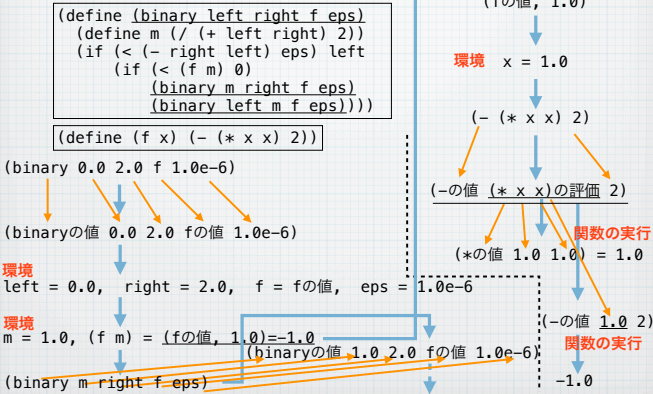 (define (binary left right f eps)
(define m (/ (+ left right) 2))
(if (< (- right left) eps) left
(if (< (f m) 0)
(binary m right f eps)
(binary left m f eps))))
(define (f x) (- (* x x) 2))
(binary 0.0 2.0 f 1.0e-6)
(binaryの値 0.0 2.0 fの値 1.0e-6)
環境
left = 0.0, right = 2.0, f = fの値, eps = 1.0e-6
環境
m = 1.0, (f m) = (fの値, 1.0)=-1.0
(binaryの値 1.0 2.0 fの値 1.0e-6)
(binary m right f eps)
(fの値, 1.0)
環境 x = 1.0
(- (* x x) 2)
(-の値 (* x x)の評価 2)
関数の実行
(*の値 1.0 1.0) = 1.0
(-の値 1.0 2)
関数の実行
-1.0